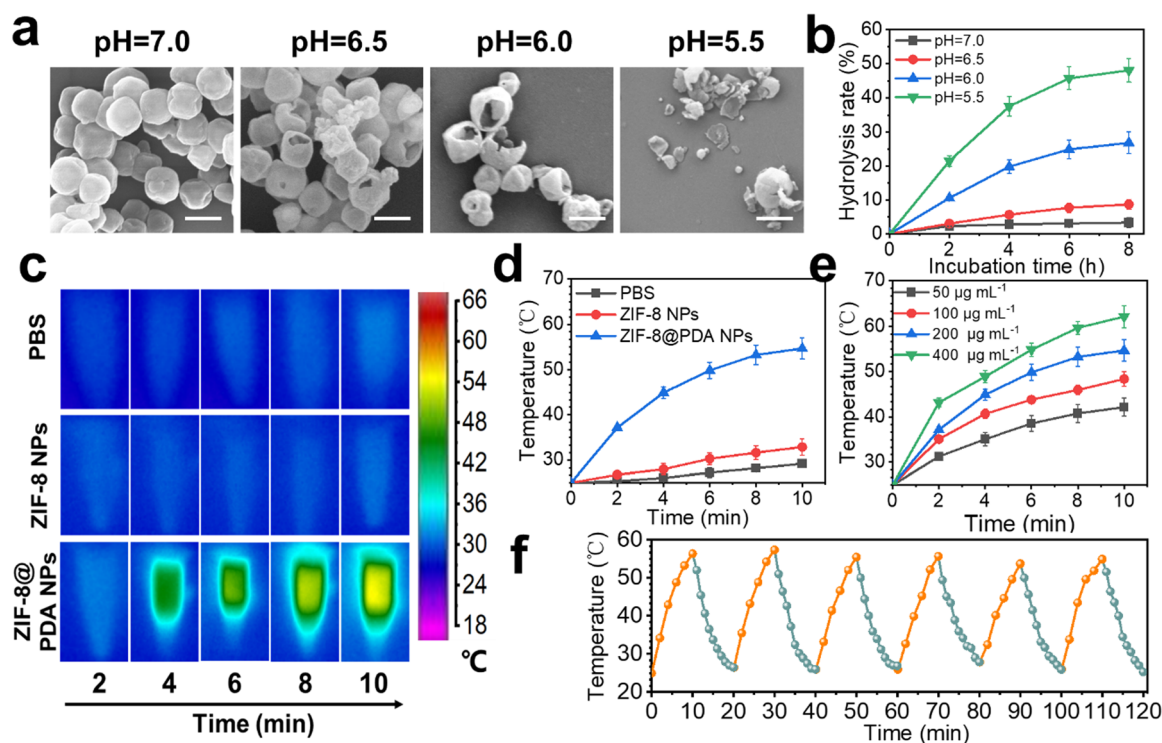 a
pH=7.0 pH=6.5 pH=6.0 pH=5.5
b
Hydrolysis rate (%)
60
50
40
30
20
10
0
pH=7.0
pH=6.5
pH=6.0
pH=5.5
0 2 4 6 8
Incubation time (h)
c
PBS
ZIF-8 NPs
ZIF-8@
PDA NPs
2 4 6 8 10
Time (min)
66
60
54
48
42
36
30
24
18
℃
d
Temperature (℃)
70
60
50
40
30
PBS
ZIF-8 NPs
ZIF-8@PDA NPs
0 2 4 6 8 10
Time (min)
e
Temperature (℃)
70
60
50
40
30
50 μg mL⁻¹
100 μg mL⁻¹
200 μg mL⁻¹
400 μg mL⁻¹
0 2 4 6 8 10
Time (min)
f
Temperature (℃)
60
50
40
30
20
0 10 20 30 40 50 60 70 80 90 100 110 120
Time (min)